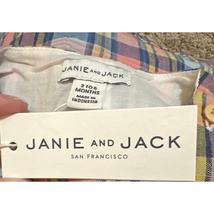 JANIE AND JACK
3 TO 6
MONTHS
MADE IN
INDONESIA
JANIE AND JACK
SAN FRANCISCO